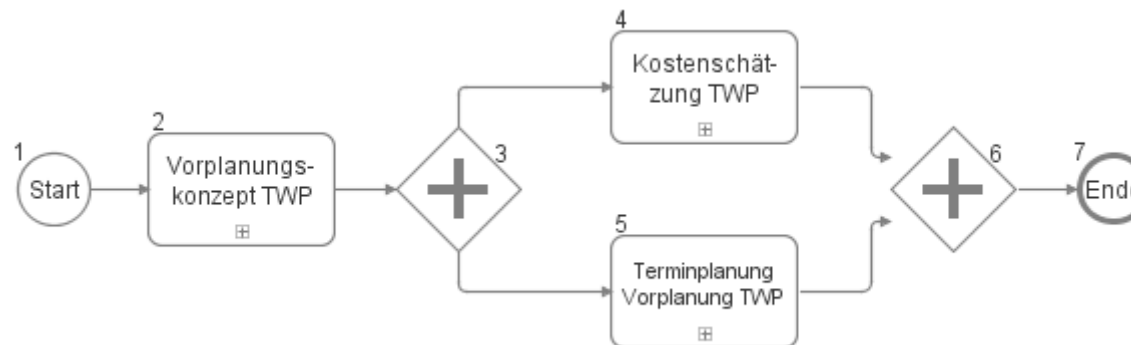 1
Start
2
Vorplanungs-
konzept TWP
3
4
Kostenschät-
zung TWP
5
Terminplanung
Vorplanung TWP
6
7
Ende